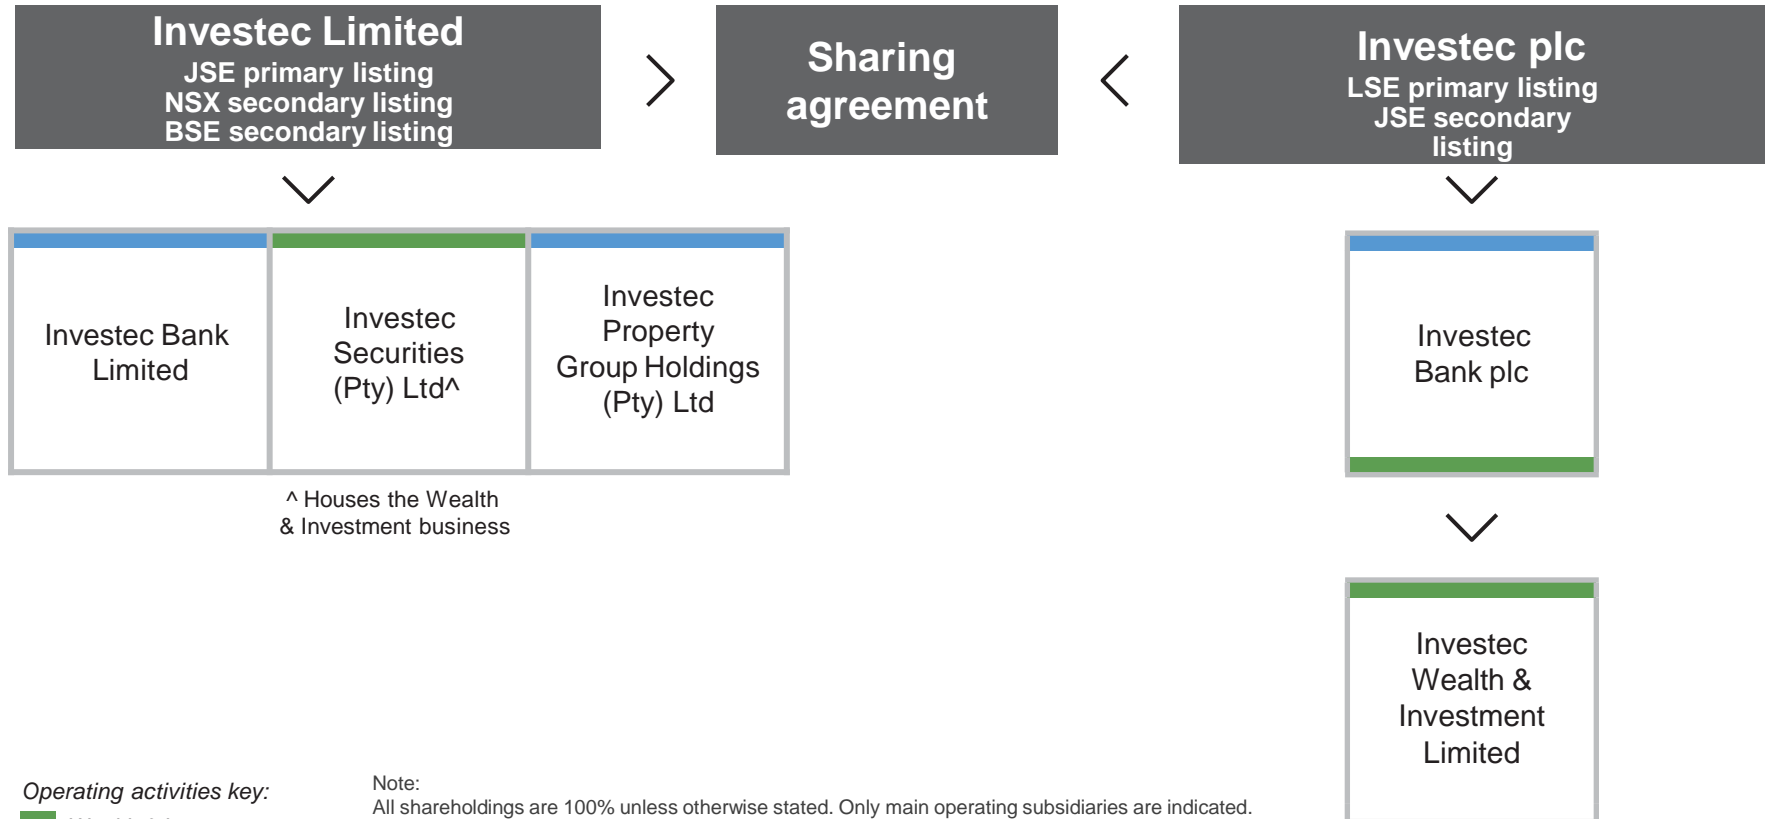 Investec Limited
JSE primary listing
NSX secondary listing
BSE secondary listing
Sharing
agreement
Investec plc
LSE primary listing
JSE secondary
listing
Investec Bank
Limited
Investec
Securities
(Pty) Ltd^
Investec
Property
Group Holdings
(Pty) Ltd
^ Houses the Wealth
& Investment business
Investec
Bank plc
Investec
Wealth &
Investment
Limited
Operating activities key:
Note:
All shareholdings are 100% unless otherwise stated. Only main operating subsidiaries are indicated.